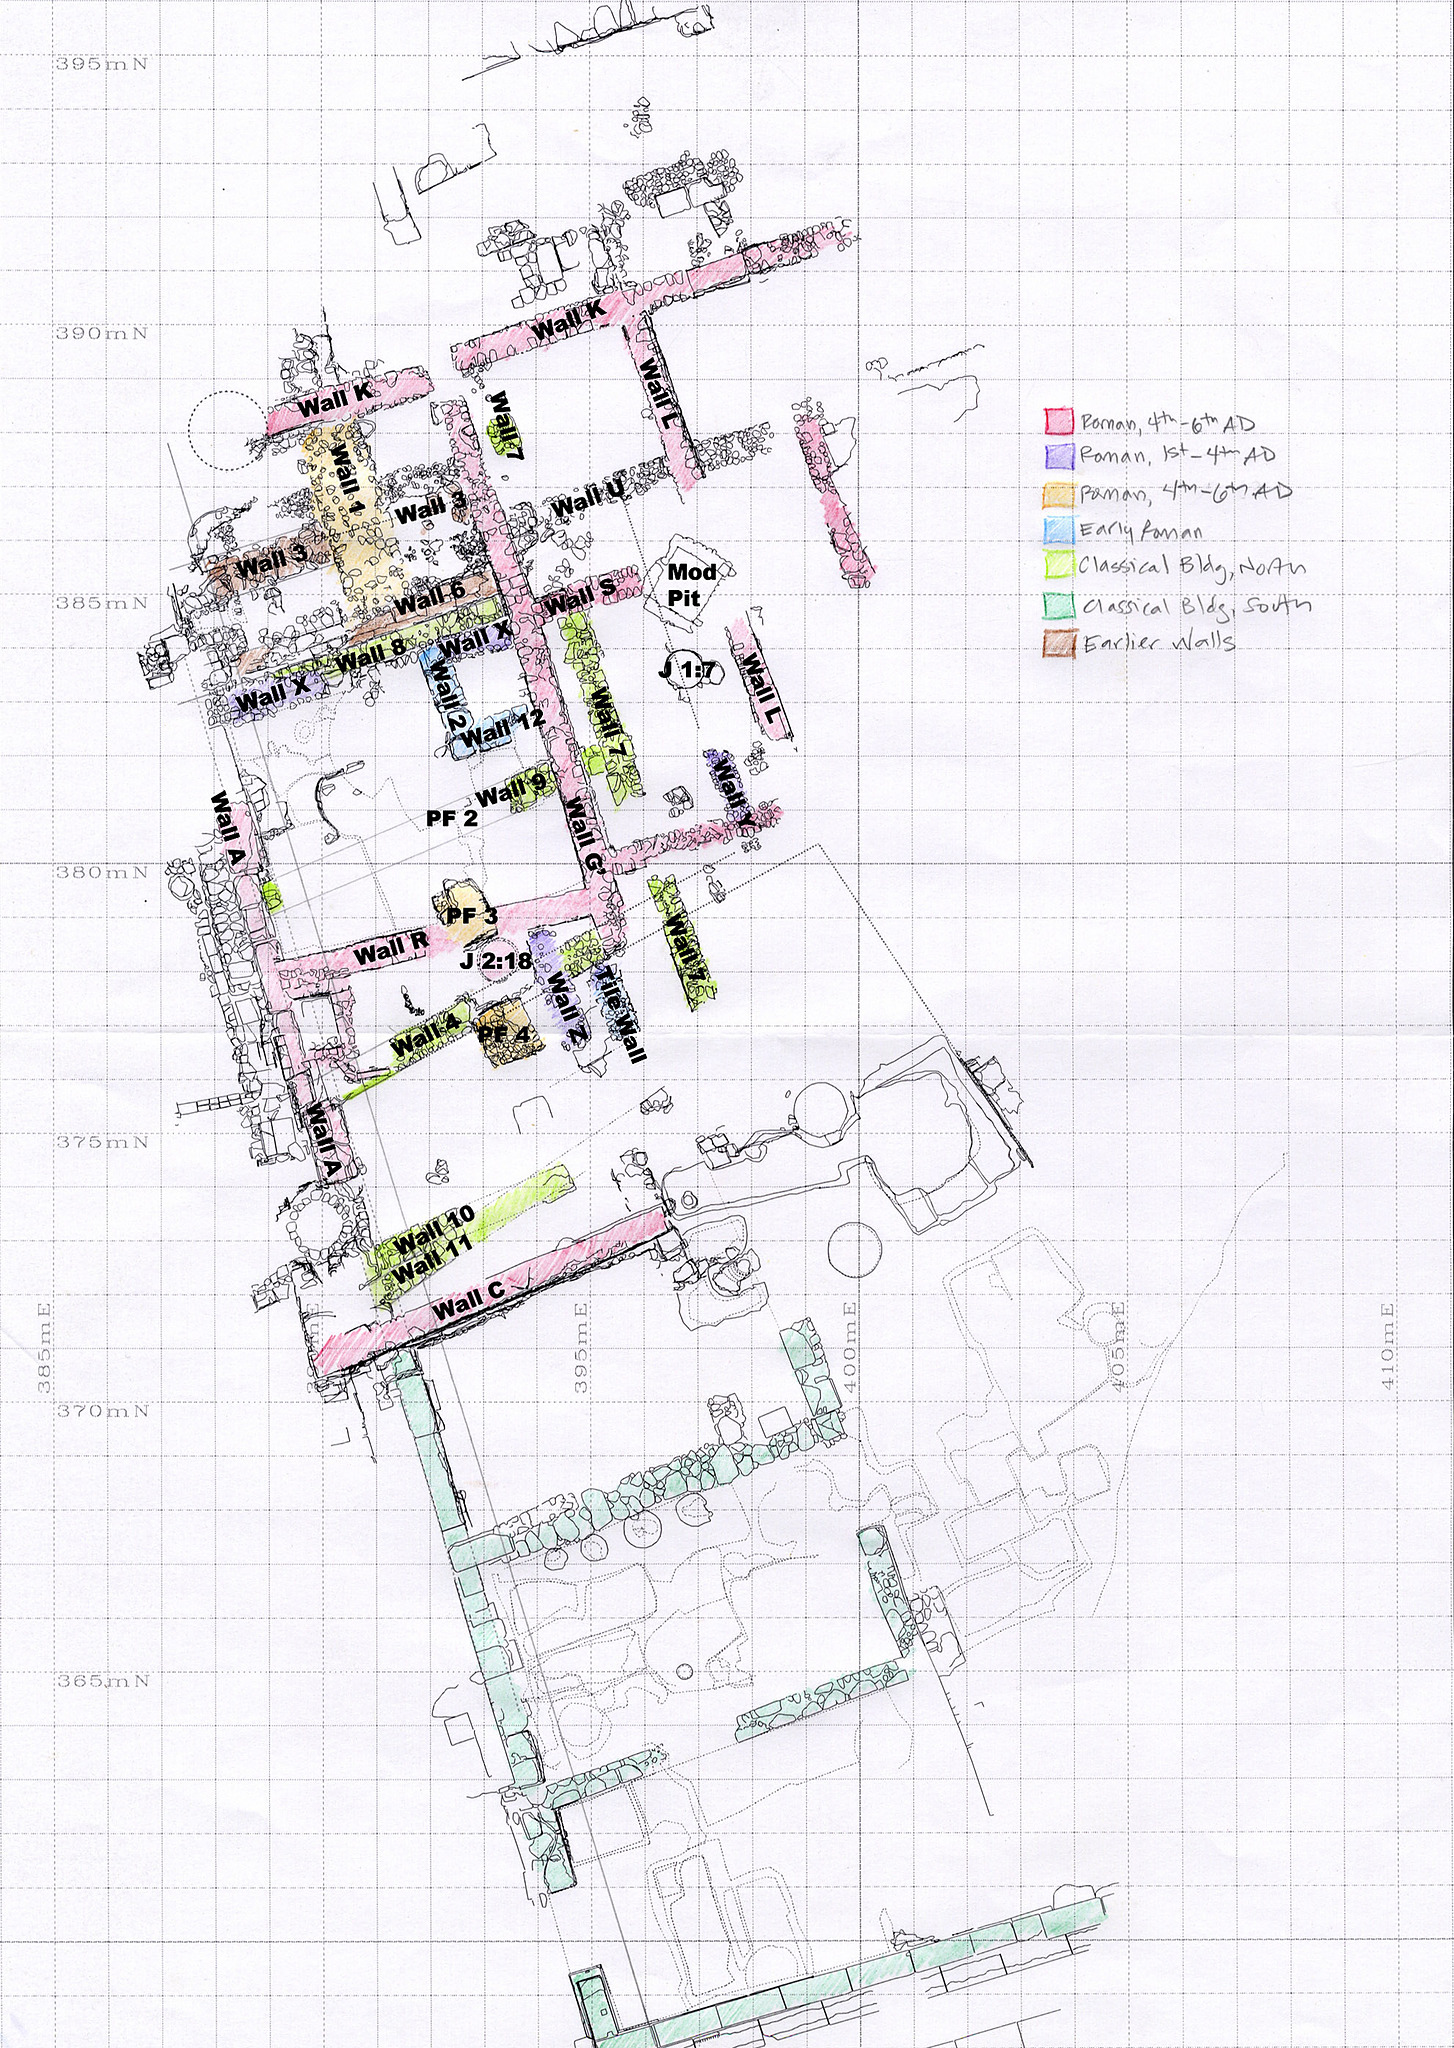 395mN
390mN
Wall K
Wall K
Wall L
Wall 7
Wall 1
Wall 3
Wall U
Roman, 4th-6th AD
Roman, 1st-4th AD
Roman, 4th-6th AD
Early Roman
Classical Bldg, North
Classical Bldg, South
Earlier Walls
Wall 3
385mN
Wall 6
Wall S
Mod
Pit
Wall X
Wall 8
Wall X
Wall 2
Wall 12
J 1:7
Wall L
Wall 7
Wall 9
PF 2
Wall Y
Wall A
Wall G'
380mN
PF 3
Wall R
J 2:18
Wall 7
Wall Z
Tile Wall
Wall 4
PF 4
375mN
Wall A
Wall 10
Wall 11
Wall C
385mE
mE
395mE
400mE
405mE
410mE
370mN
365mN